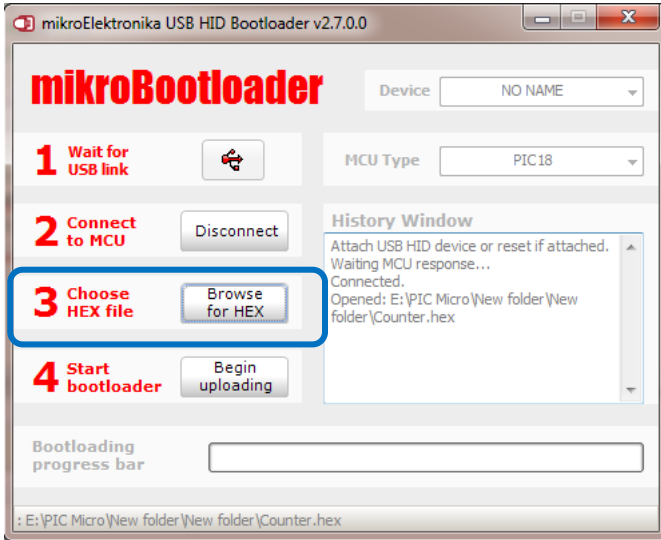 mikroElektronika USB HID Bootloader v2.7.0.0
mikroBootloader
Device
NO NAME
1 Wait for
USB link
MCU Type
PIC18
2 Connect
to MCU
Disconnect
History Window
Attach USB HID device or reset if attached.
Waiting MCU response...
Connected.
Opened: E:\PIC Micro\New folder\New
folder\Counter.hex
3 Choose
HEX file
Browse
for HEX
4 Start
bootloader
Begin
uploading
Bootloading
progress bar
: E:\PIC Micro\New folder\New folder\Counter.hex